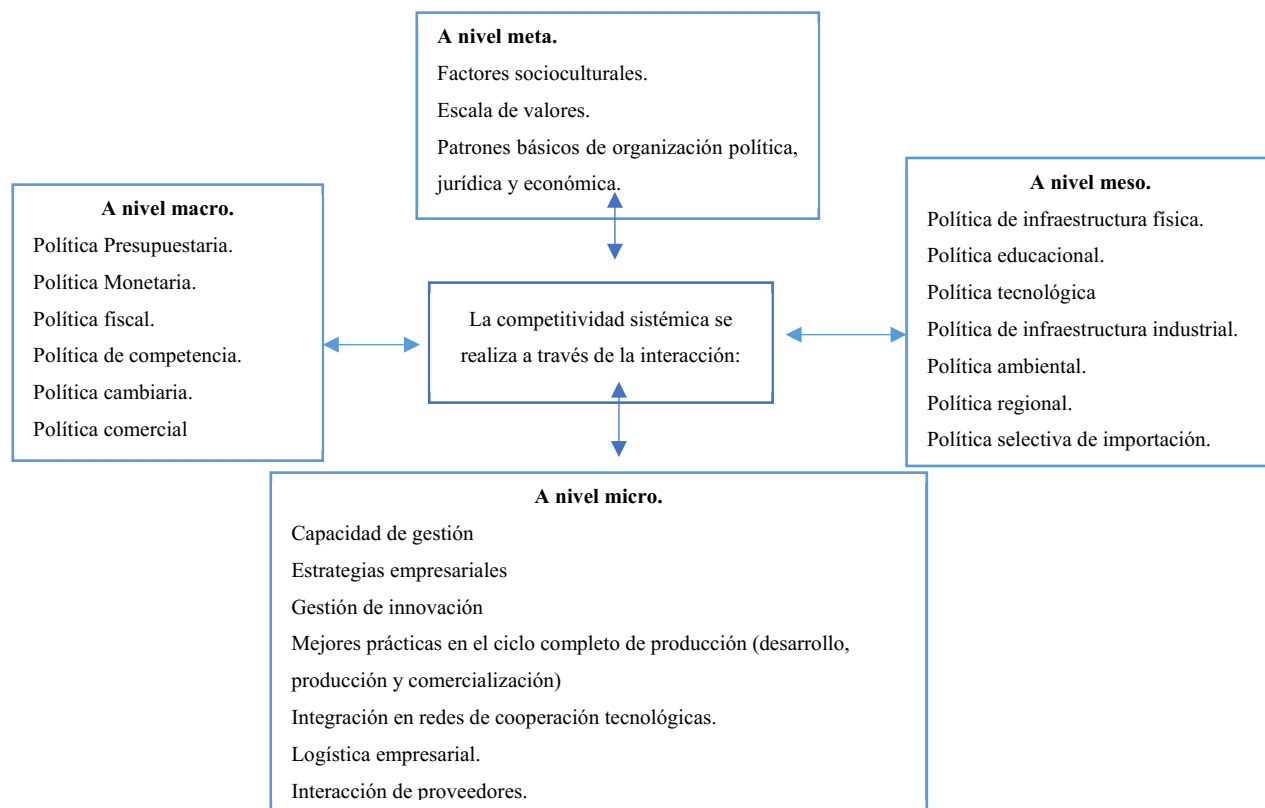 A nivel meta.
Factores socioculturales.
Escala de valores.
Patrones básicos de organización política,
jurídica y económica.
A nivel macro.
Política Presupuestaria.
Política Monetaria.
Política fiscal.
Política de competencia.
Política cambiaria.
Política comercial
La competitividad sistémica se
realiza a través de la interacción:
A nivel meso.
Política de infraestructura física.
Política educacional.
Política tecnológica
Política de infraestructura industrial.
Política ambiental.
Política regional.
Política selectiva de importación.
A nivel micro.
Capacidad de gestión
Estrategias empresariales
Gestión de innovación
Mejores prácticas en el ciclo completo de producción (desarrollo,
producción y comercialización)
Integración en redes de cooperación tecnológicas.
Logística empresarial.
Interacción de proveedores.